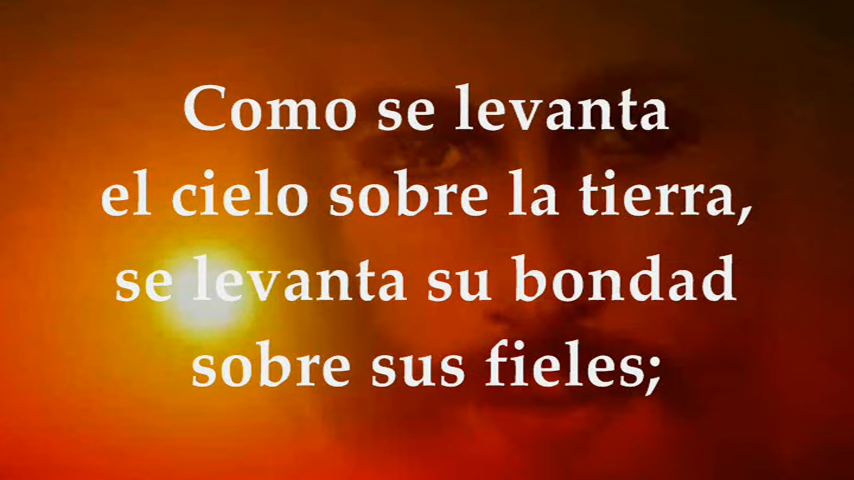 Como se levanta
el cielo sobre la tierra,
se levanta su bondad
sobre sus fieles;